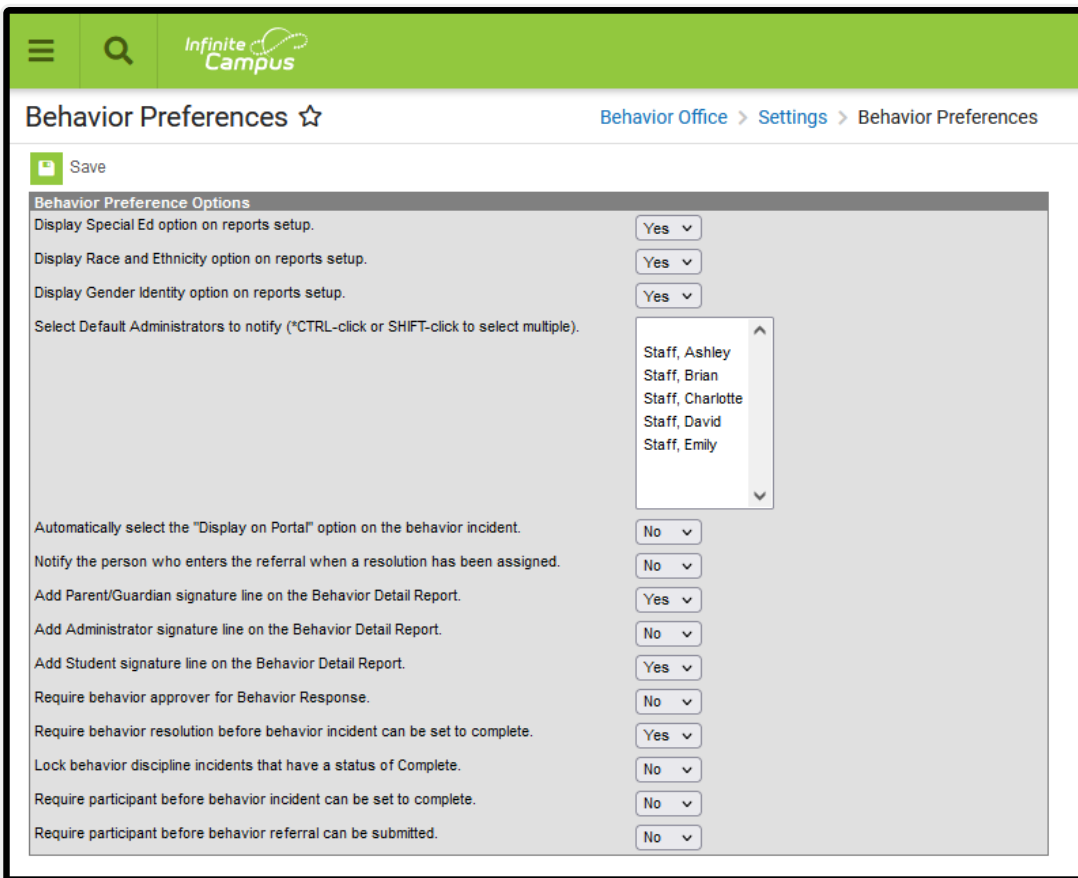 Infinite
Campus
Behavior Preferences
Behavior Office > Settings > Behavior Preferences
Save
Behavior Preference Options
Display Special Ed option on reports setup. Yes
Display Race and Ethnicity option on reports setup. Yes
Display Gender Identity option on reports setup. Yes
Select Default Administrators to notify (*CTRL-click or SHIFT-click to select multiple).
Staff, Ashley
Staff, Brian
Staff, Charlotte
Staff, David
Staff, Emily
Automatically select the "Display on Portal" option on the behavior incident. No
Notify the person who enters the referral when a resolution has been assigned. No
Add Parent/Guardian signature line on the Behavior Detail Report. Yes
Add Administrator signature line on the Behavior Detail Report. No
Add Student signature line on the Behavior Detail Report. Yes
Require behavior approver for Behavior Response. No
Require behavior resolution before behavior incident can be set to complete. Yes
Lock behavior discipline incidents that have a status of Complete. No
Require participant before behavior incident can be set to complete. No
Require participant before behavior referral can be submitted. No